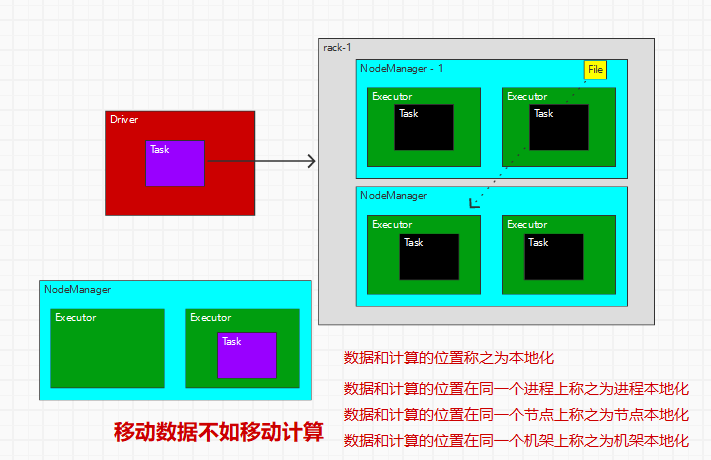 rack-1
NodeManager - 1
File
Executor
Task
Executor
Task
Driver
Task
NodeManager
Executor
Task
Executor
Task
NodeManager
Executor
Executor
Task
数据和计算的位置称之为本地化
数据和计算的位置在同一个进程上称之为进程本地化
数据和计算的位置在同一个节点上称之为节点本地化
数据和计算的位置在同一个机架上称之为机架本地化
移动数据不如移动计算